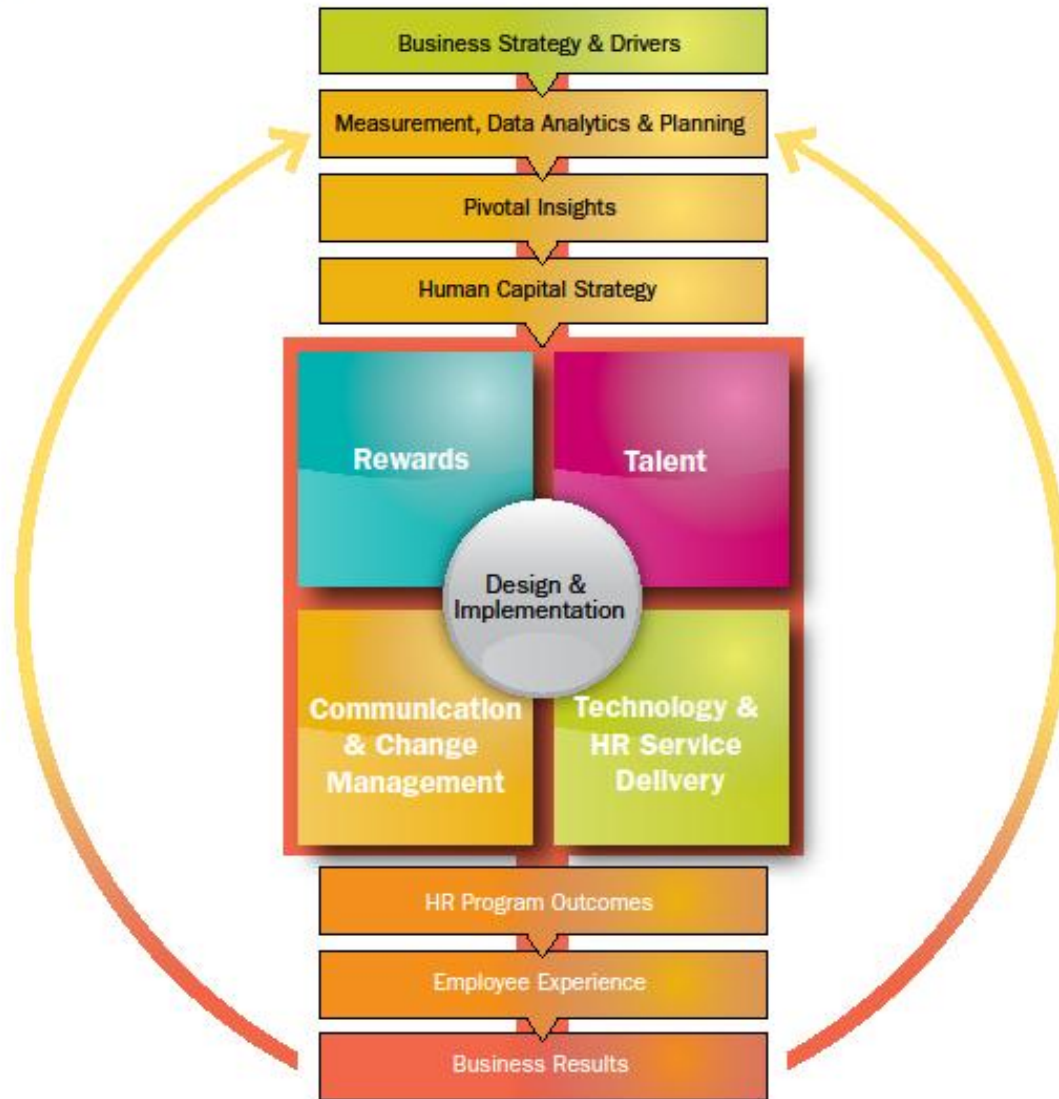 Business Strategy & Drivers
Measurement, Data Analytics & Planning
Pivotal Insights
Human Capital Strategy
Rewards
Talent
Design &
Implementation
Communication
& Change
Management
Technology &
HR Service
Delivery
HR Program Outcomes
Employee Experience
Business Results